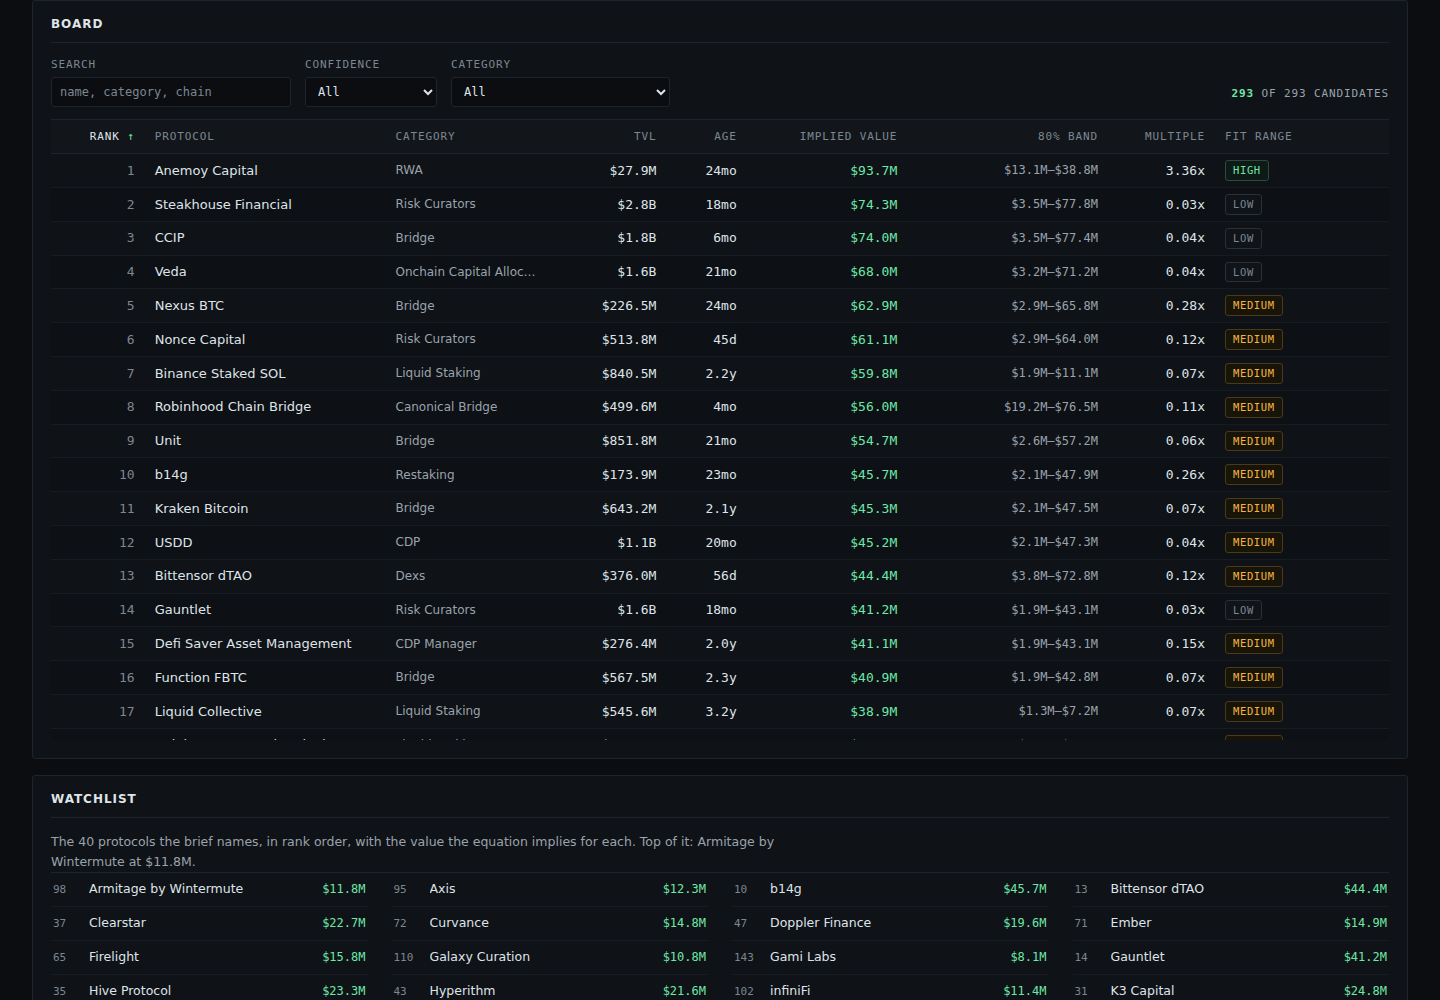 BOARD
SEARCH CONFIDENCE CATEGORY
name, category, chain All All 293 OF 293 CANDIDATES
RANK ↑ PROTOCOL CATEGORY TVL AGE IMPLIED VALUE 80% BAND MULTIPLE FIT RANGE
1 Anemoy Capital RWA $27.9M 24mo $93.7M $13.1M–$38.8M 3.36x HIGH
2 Steakhouse Financial Risk Curators $2.8B 18mo $74.3M $3.5M–$77.8M 0.03x LOW
3 CCIP Bridge $1.8B 6mo $74.0M $3.5M–$77.4M 0.04x LOW
4 Veda Onchain Capital Alloc... $1.6B 21mo $68.0M $3.2M–$71.2M 0.04x LOW
5 Nexus BTC Bridge $226.5M 24mo $62.9M $2.9M–$65.8M 0.28x MEDIUM
6 Nonce Capital Risk Curators $513.8M 45d $61.1M $2.9M–$64.0M 0.12x MEDIUM
7 Binance Staked SOL Liquid Staking $840.5M 2.2y $59.8M $1.9M–$11.1M 0.07x MEDIUM
8 Robinhood Chain Bridge Canonical Bridge $499.6M 4mo $56.0M $19.2M–$76.5M 0.11x MEDIUM
9 Unit Bridge $851.8M 21mo $54.7M $2.6M–$57.2M 0.06x MEDIUM
10 b14g Restaking $173.9M 23mo $45.7M $2.1M–$47.9M 0.26x MEDIUM
11 Kraken Bitcoin Bridge $643.2M 2.1y $45.3M $2.1M–$47.5M 0.07x MEDIUM
12 USDD CDP $1.1B 20mo $45.2M $2.1M–$47.3M 0.04x MEDIUM
13 Bittensor dTAO Dexs $376.0M 56d $44.4M $3.8M–$72.8M 0.12x MEDIUM
14 Gauntlet Risk Curators $1.6B 18mo $41.2M $1.9M–$43.1M 0.03x LOW
15 Defi Saver Asset Management CDP Manager $276.4M 2.0y $41.1M $1.9M–$43.1M 0.15x MEDIUM
16 Function FBTC Bridge $567.5M 2.3y $40.9M $1.9M–$42.8M 0.07x MEDIUM
17 Liquid Collective Liquid Staking $545.6M 3.2y $38.9M $1.3M–$7.2M 0.07x MEDIUM
WATCHLIST
The 40 protocols the brief names, in rank order, with the value the equation implies for each. Top of it: Armitage by
Wintermute at $11.8M.
98 Armitage by Wintermute $11.8M 95 Axis $12.3M 10 b14g $45.7M 13 Bittensor dTAO $44.4M
37 Clearstar $22.7M 72 Curvance $14.8M 47 Doppler Finance $19.6M 71 Ember $14.9M
65 Firelight $15.8M 110 Galaxy Curation $10.8M 143 Gami Labs $8.1M 14 Gauntlet $41.2M
35 Hive Protocol $23.3M 43 Hyperithm $21.6M 102 infiniFi $11.4M 31 K3 Capital $24.8M